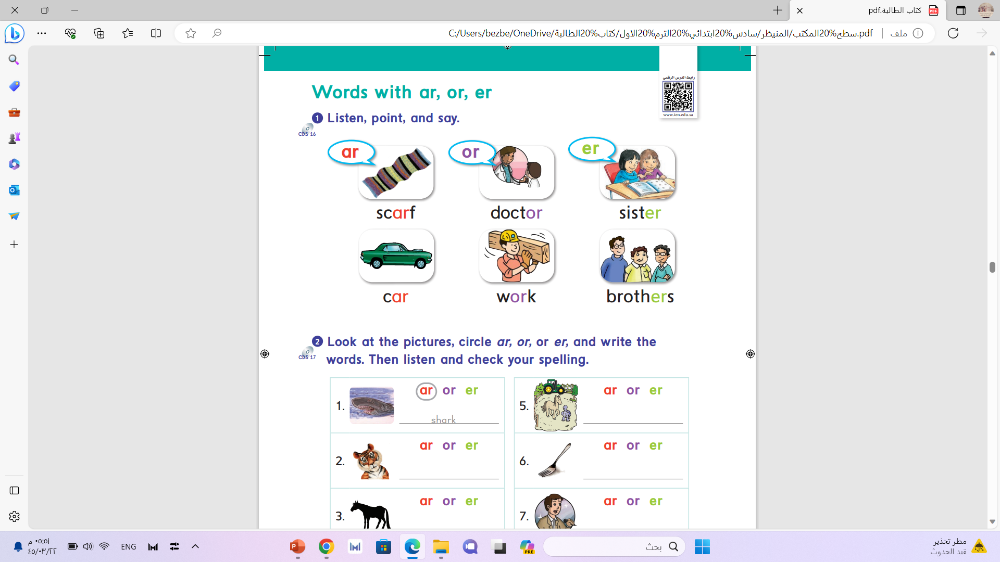 كتاب الطالبة.pdf
C:/Users/bezbe/OneDrive/سطح%20المكتب/المنيظر/سادس%20ابتدائي%20الترم%20الاول/كتاب%20الطالبة.pdf
ملف
رابط الدرس الرقمي
www.ien.edu.sa
Words with ar, or, er
1 Listen, point, and say.
CD5 16
ar or er
scarf doctor sister
car work brothers
2 Look at the pictures, circle ar, or, or er, and write the
words. Then listen and check your spelling.
CD5 17
1. ar or er
shark
2. ar or er
3. ar or er
5. ar or er
6. ar or er
7. ar or er
٠٥:٥١ م
٤٥/٠٣/٢٢
ENG
PRE
بحث
مطر تحذير
قيد الحدوث